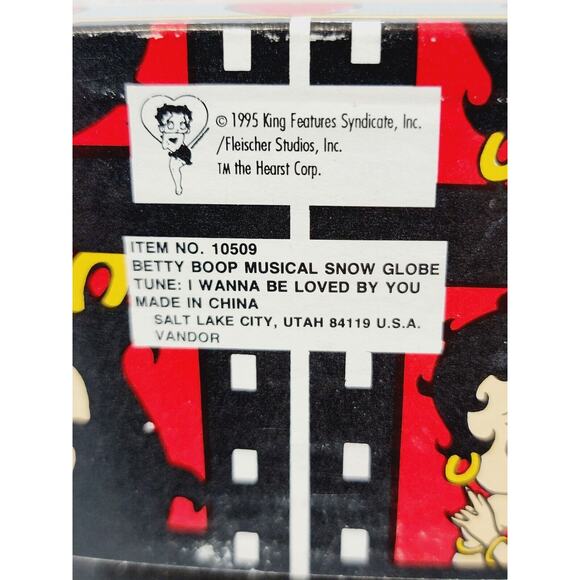 © 1995 King Features Syndicate, Inc.
/Fleischer Studios, Inc.
TM the Hearst Corp.
ITEM NO. 10509
BETTY BOOP MUSICAL SNOW GLOBE
TUNE: I WANNA BE LOVED BY YOU
MADE IN CHINA
SALT LAKE CITY, UTAH 84119 U.S.A.
VANDOR